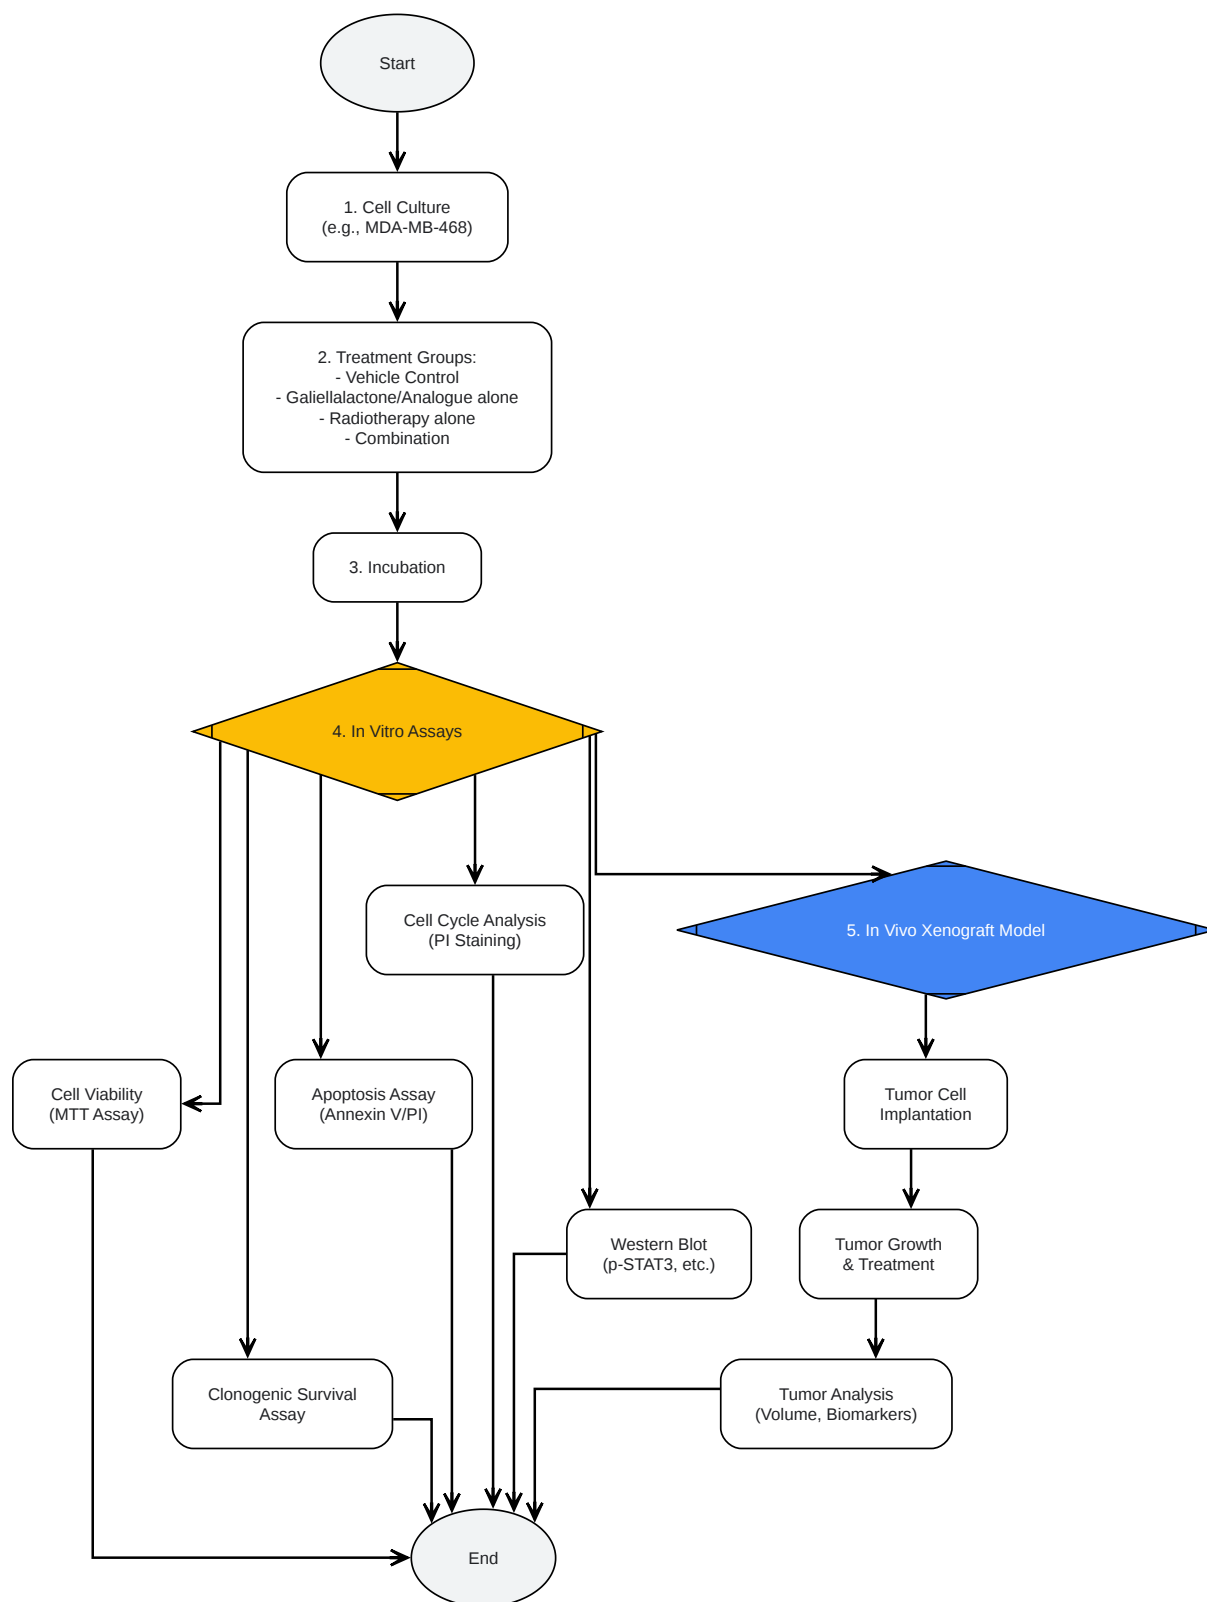 Start
1. Cell Culture
(e.g., MDA-MB-468)
2. Treatment Groups:
- Vehicle Control
- Galiellalactone/Analogue alone
- Radiotherapy alone
- Combination
3. Incubation
4. In Vitro Assays
Cell Cycle Analysis
(PI Staining)
5. In Vivo Xenograft Model
Cell Viability
(MTT Assay)
Apoptosis Assay
(Annexin V/PI)
Tumor Cell
Implantation
Western Blot
(p-STAT3, etc.)
Tumor Growth
& Treatment
Clonogenic Survival
Assay
Tumor Analysis
(Volume, Biomarkers)
End